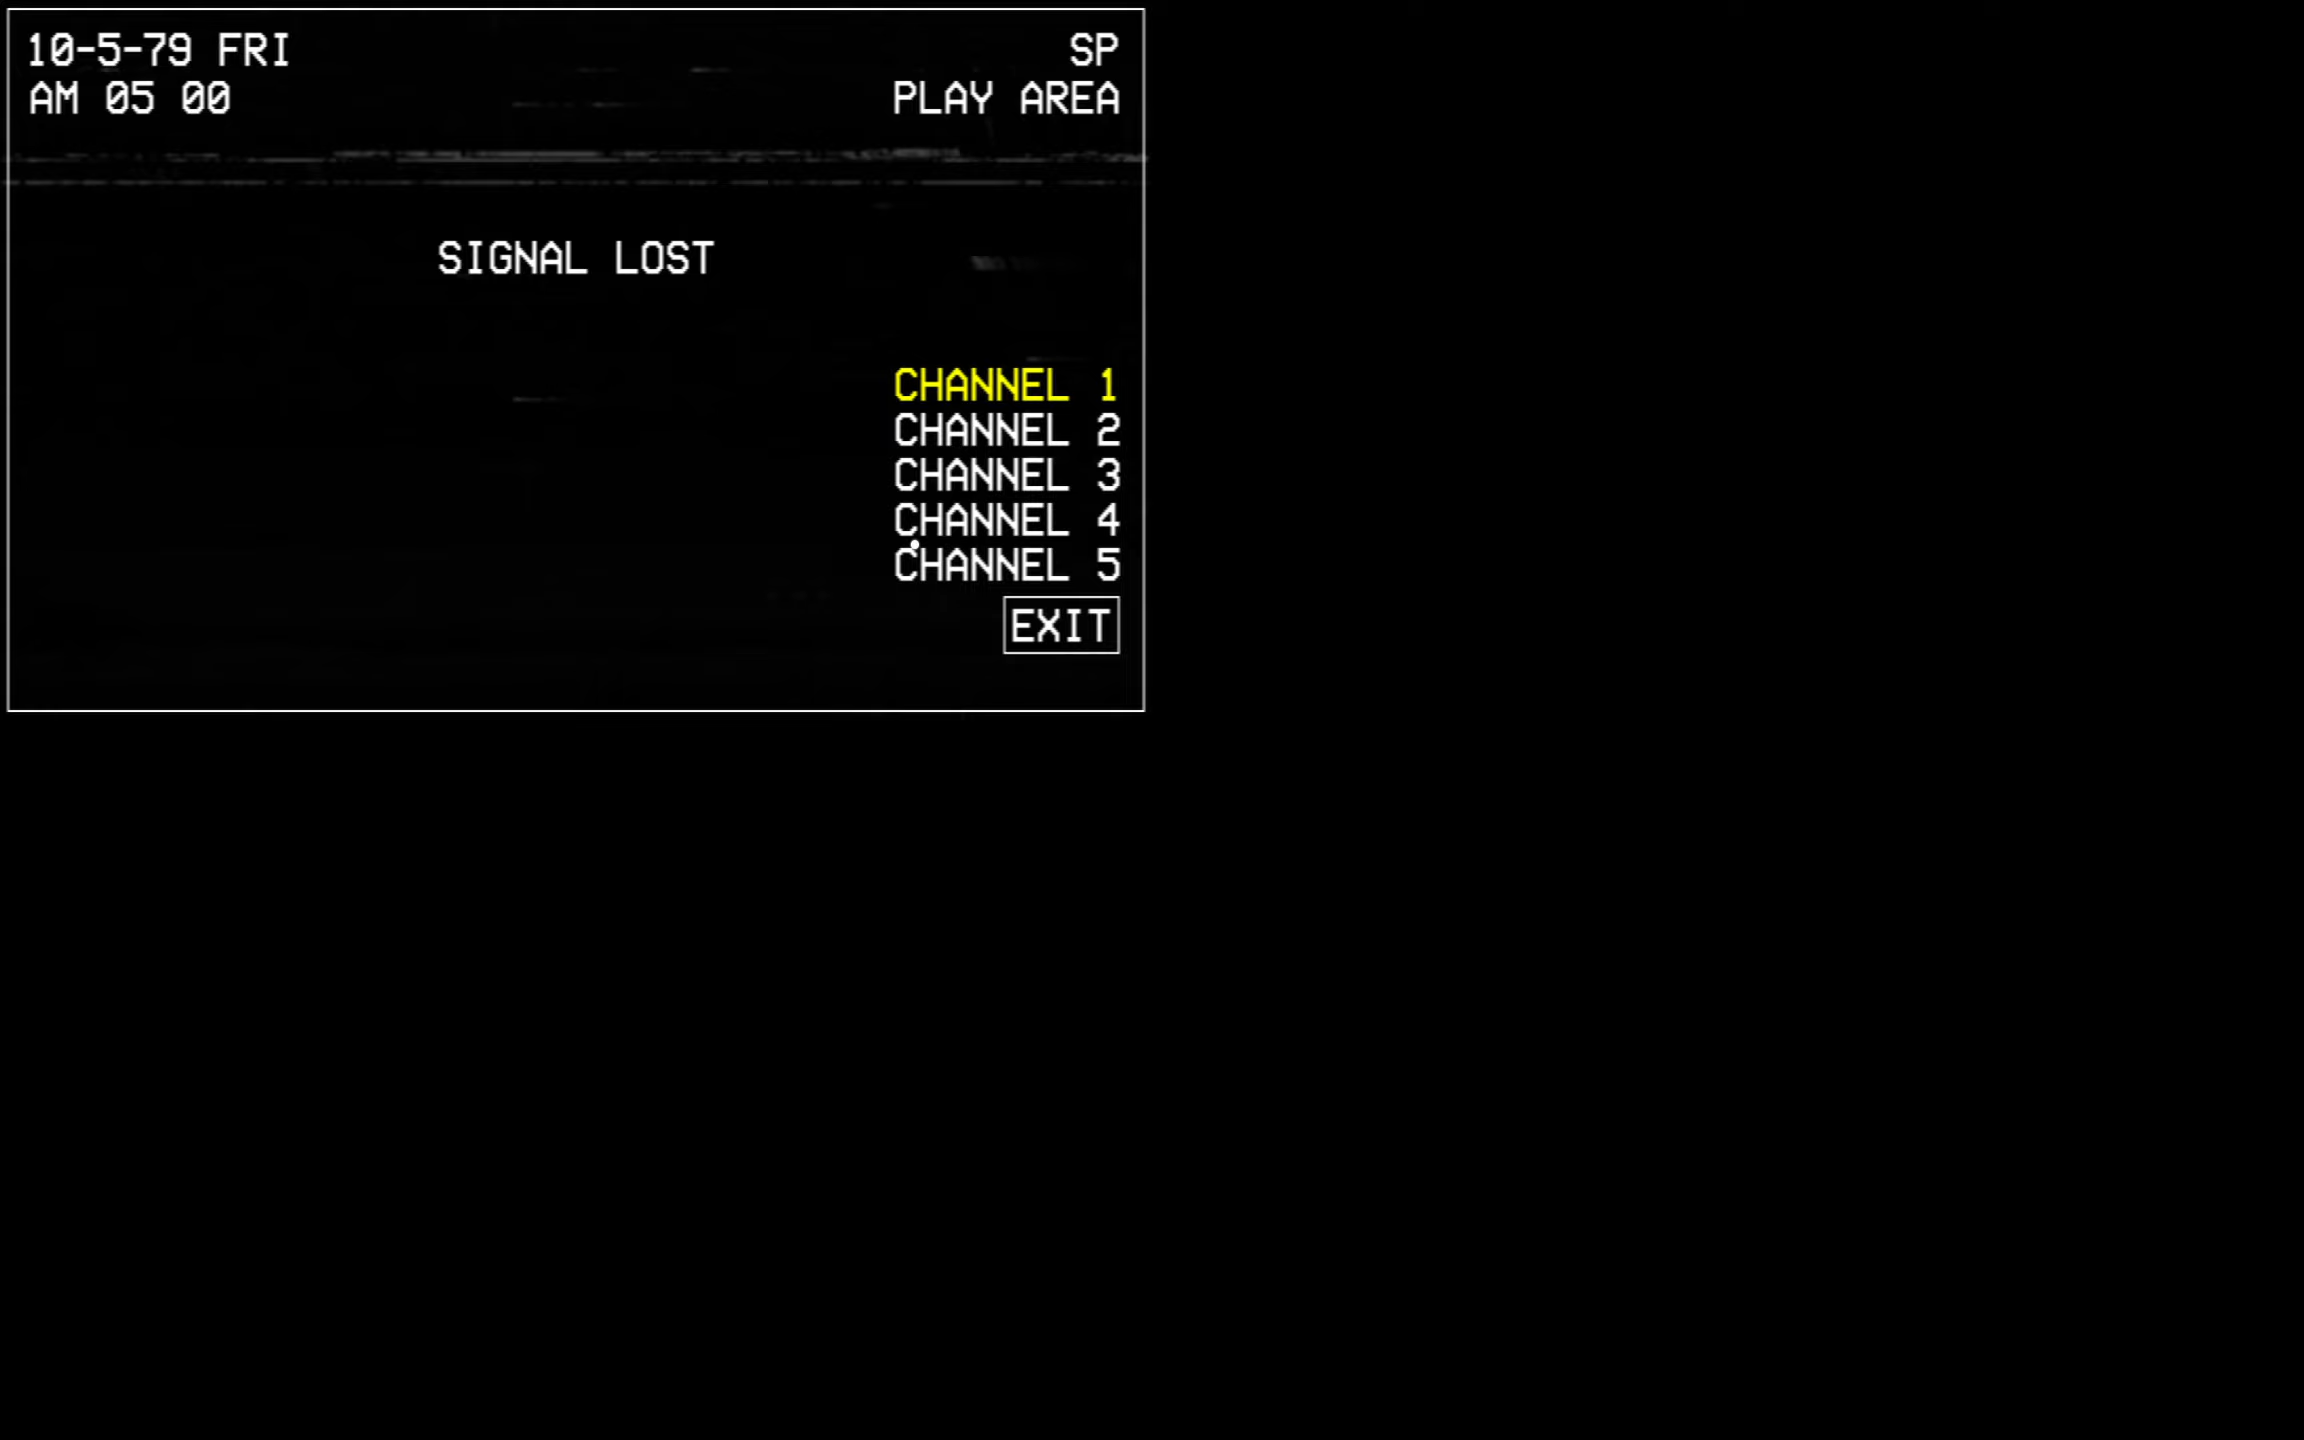 10-5-79 FRI
SP
AM 05 00
PLAY AREA
SIGNAL LOST
CHANNEL 1
CHANNEL 2
CHANNEL 3
CHANNEL 4
CHANNEL 5
EXIT